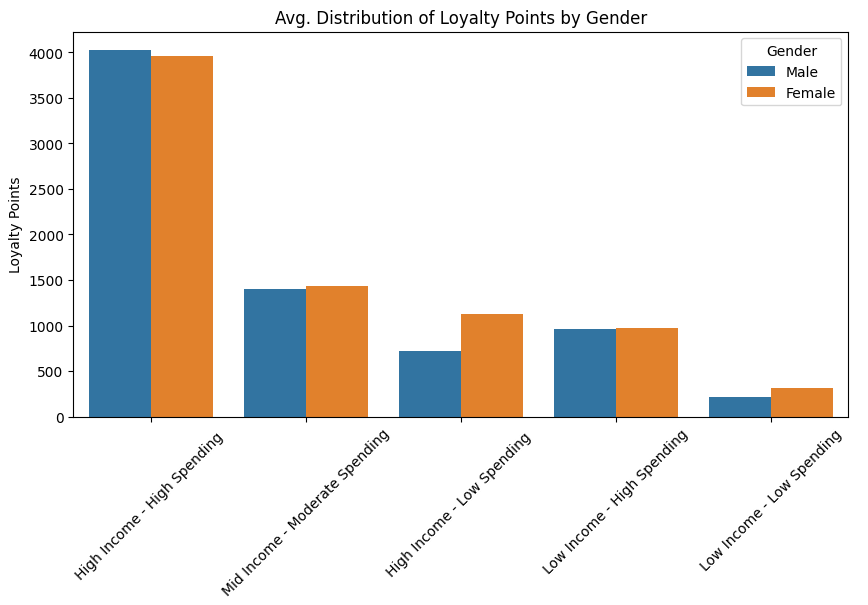 Avg. Distribution of Loyalty Points by Gender
Gender
Male
Female
Loyalty Points
4000
3500
3000
2500
2000
1500
1000
500
0
High Income - High Spending
Mid Income - Moderate Spending
High Income - Low Spending
Low Income - High Spending
Low Income - Low Spending